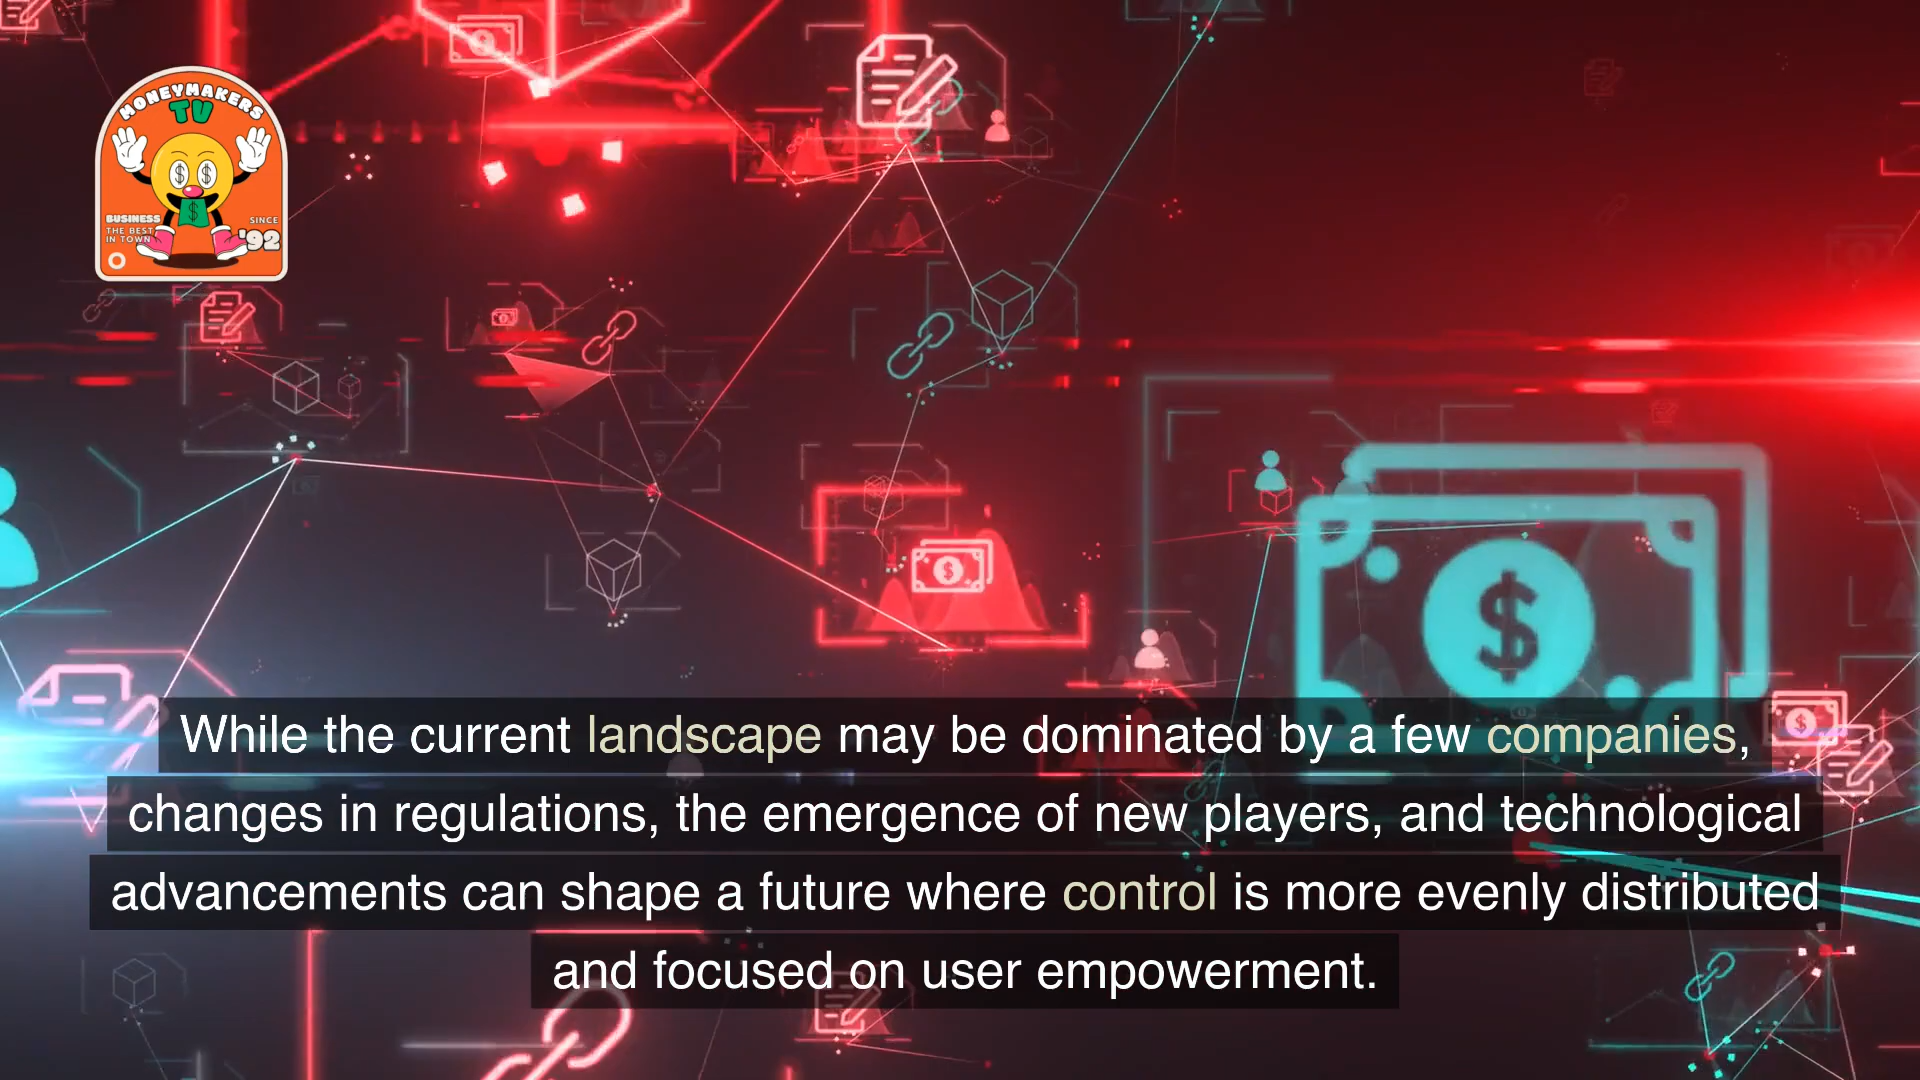 MONEYMAKERS
TV
BUSINESS
THE BEST
IN TOWN
SINCE
'92
While the current landscape may be dominated by a few companies,
changes in regulations, the emergence of new players, and technological
advancements can shape a future where control is more evenly distributed
and focused on user empowerment.